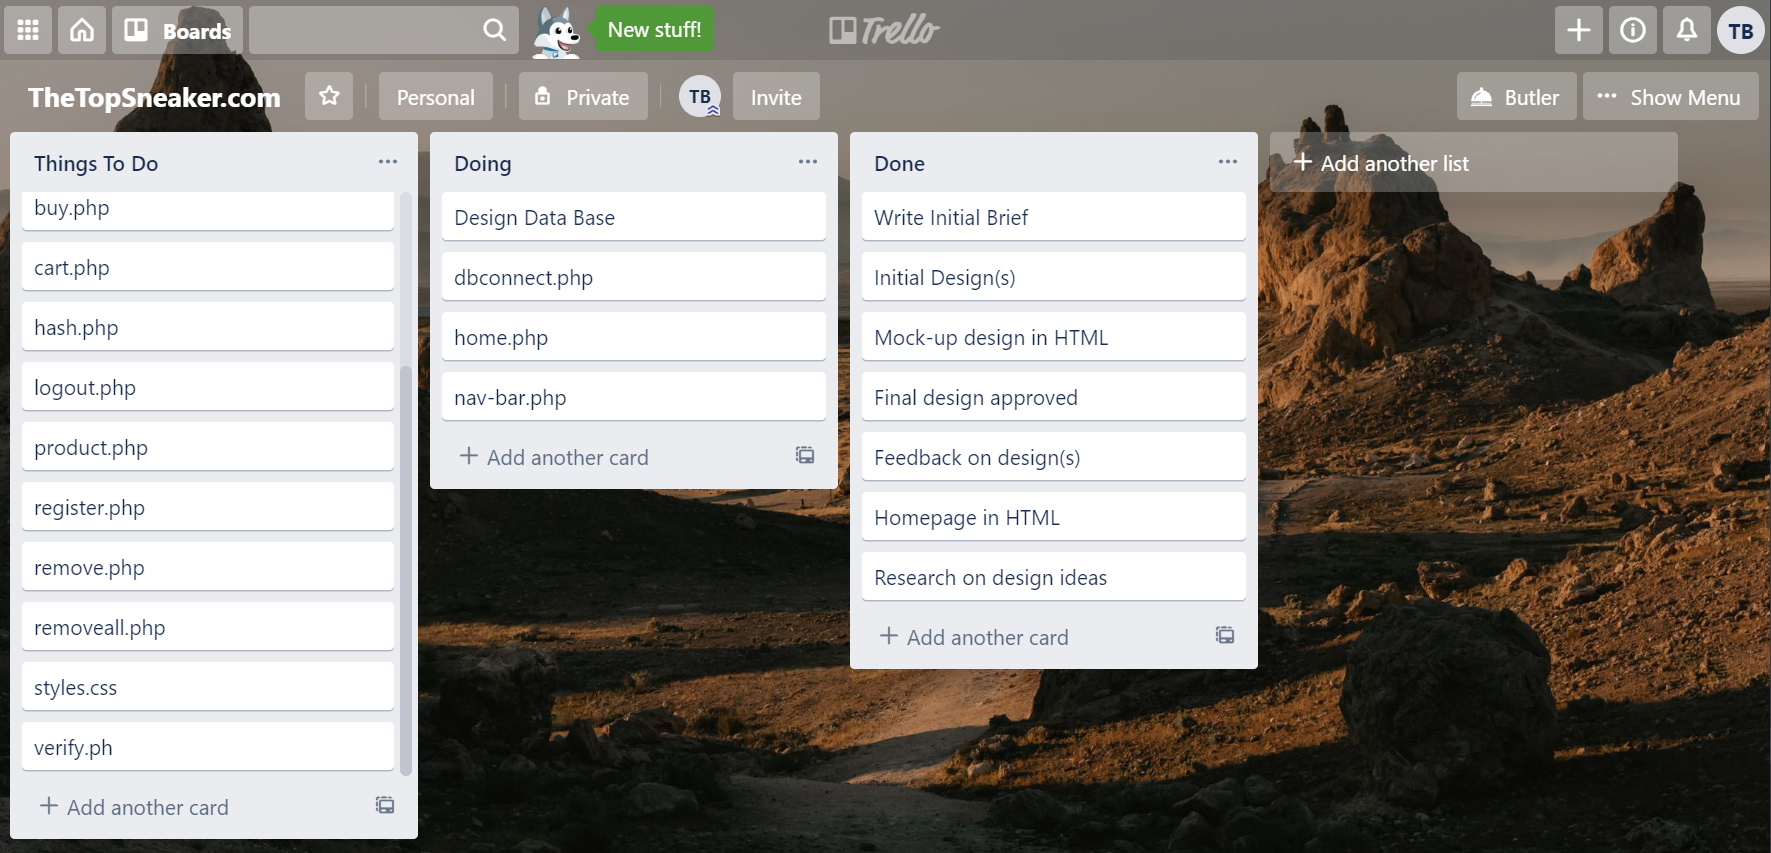 Boards
New stuff!
Trello
TB
TheTopSneaker.com
Personal
Private
TB
Invite
Butler
Show Menu
Things To Do
buy.php
cart.php
hash.php
logout.php
product.php
register.php
remove.php
removeall.php
styles.css
verify.ph
Add another card
Doing
Design Data Base
dbconnect.php
home.php
nav-bar.php
Add another card
Done
Write Initial Brief
Initial Design(s)
Mock-up design in HTML
Final design approved
Feedback on design(s)
Homepage in HTML
Research on design ideas
Add another card
Add another list